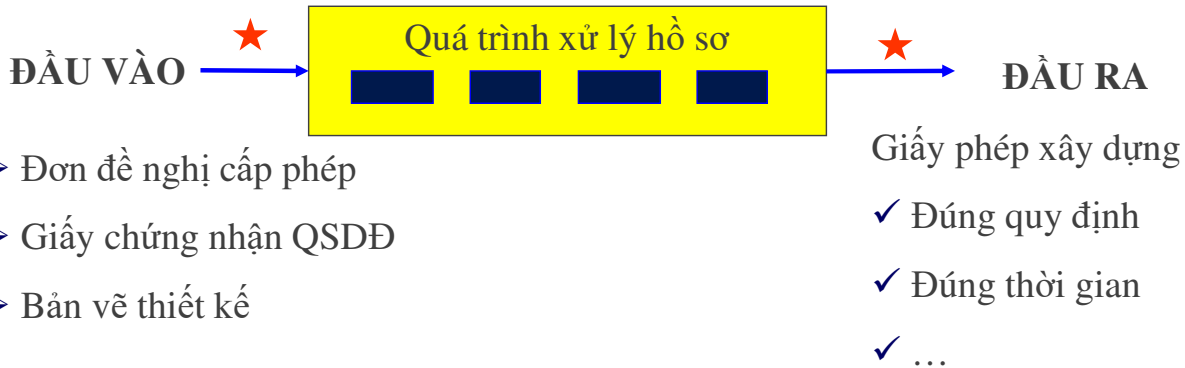 Quá trình xử lý hồ sơ
ĐẦU VÀO
ĐẦU RA
Đơn đề nghị cấp phép
Giấy chứng nhận QSDĐ
Bản vẽ thiết kế
Giấy phép xây dựng
✓ Đúng quy định
✓ Đúng thời gian
✓ …